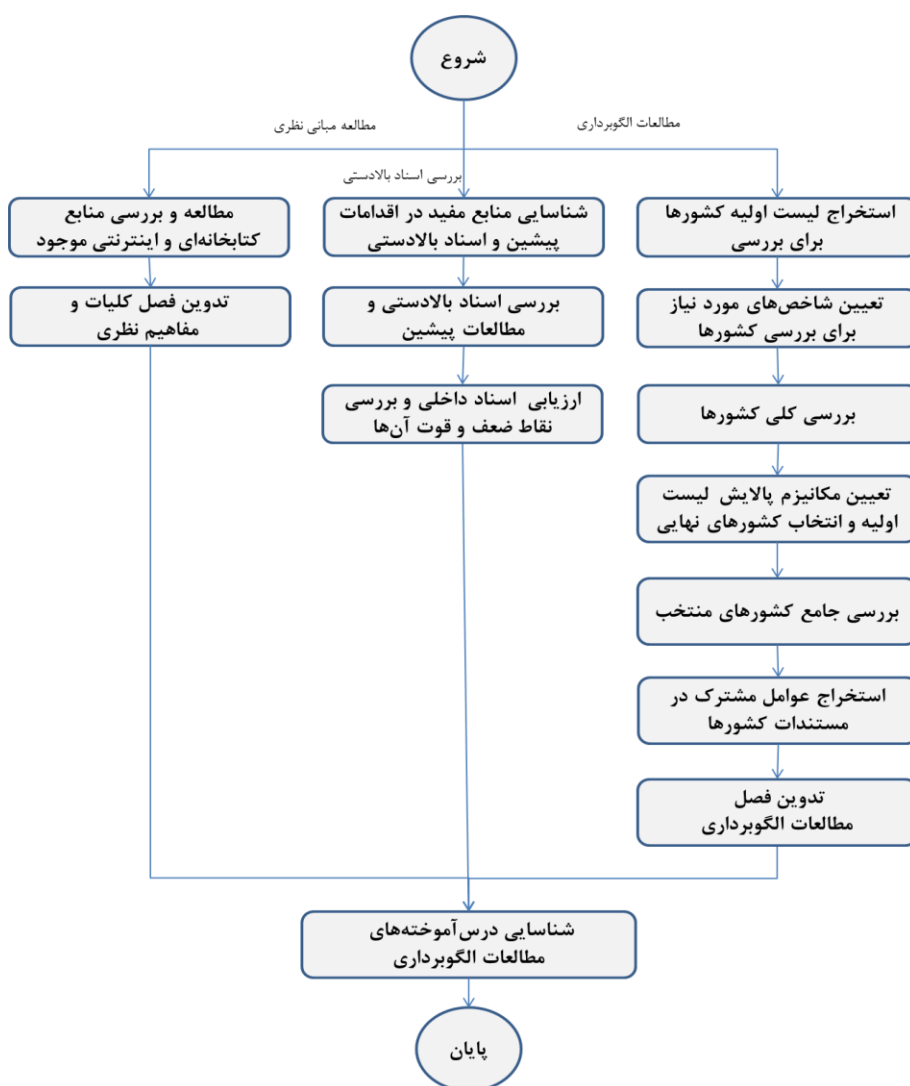 شروع
مطالعات الگوبرداری
مطالعه مبانی نظری
بررسی اسناد بالادستی
استخراج لیست اولیه کشورها
برای بررسی
تعیین شاخص‌های مورد نیاز
برای بررسی کشورها
بررسی کلی کشورها
تعیین مکانیزم پالایش لیست
اولیه و انتخاب کشورهای نهایی
بررسی جامع کشورهای منتخب
استخراج عوامل مشترک در
مستندات کشورها
تدوین فصل
مطالعات الگوبرداری
شناسایی منابع مفید در اقدامات
پیشین و اسناد بالادستی
بررسی اسناد بالادستی و
مطالعات پیشین
ارزیابی اسناد داخلی و بررسی
نقاط ضعف و قوت آن‌ها
مطالعه و بررسی منابع
کتابخانه‌ای و اینترنتی موجود
تدوین فصل کلیات و
مفاهیم نظری
شناسایی درس‌آموخته‌های
مطالعات الگوبرداری
پایان